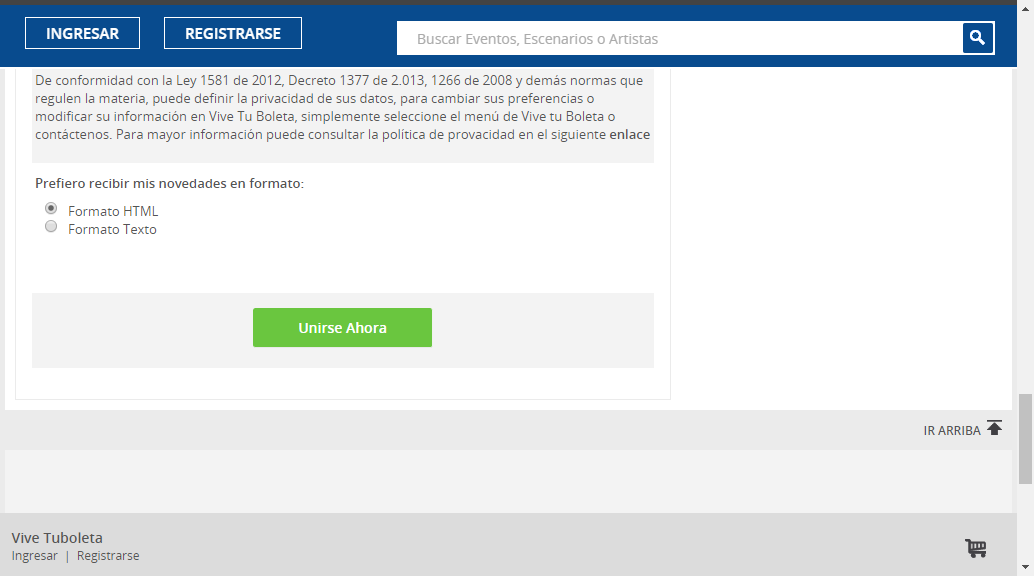 INGRESAR
REGISTRARSE
Buscar Eventos, Escenarios o Artistas
De conformidad con la Ley 1581 de 2012, Decreto 1377 de 2.013, 1266 de 2008 y demás normas que
regulen la materia, puede definir la privacidad de sus datos, para cambiar sus preferencias o
modificar su información en Vive Tu Boleta, simplemente seleccione el menú de Vive tu Boleta o
contáctenos. Para mayor información puede consultar la política de provacidad en el siguiente enlace
Prefiero recibir mis novedades en formato:
Formato HTML
Formato Texto
Unirse Ahora
IR ARRIBA
Vive Tuboleta
Ingresar | Registrarse